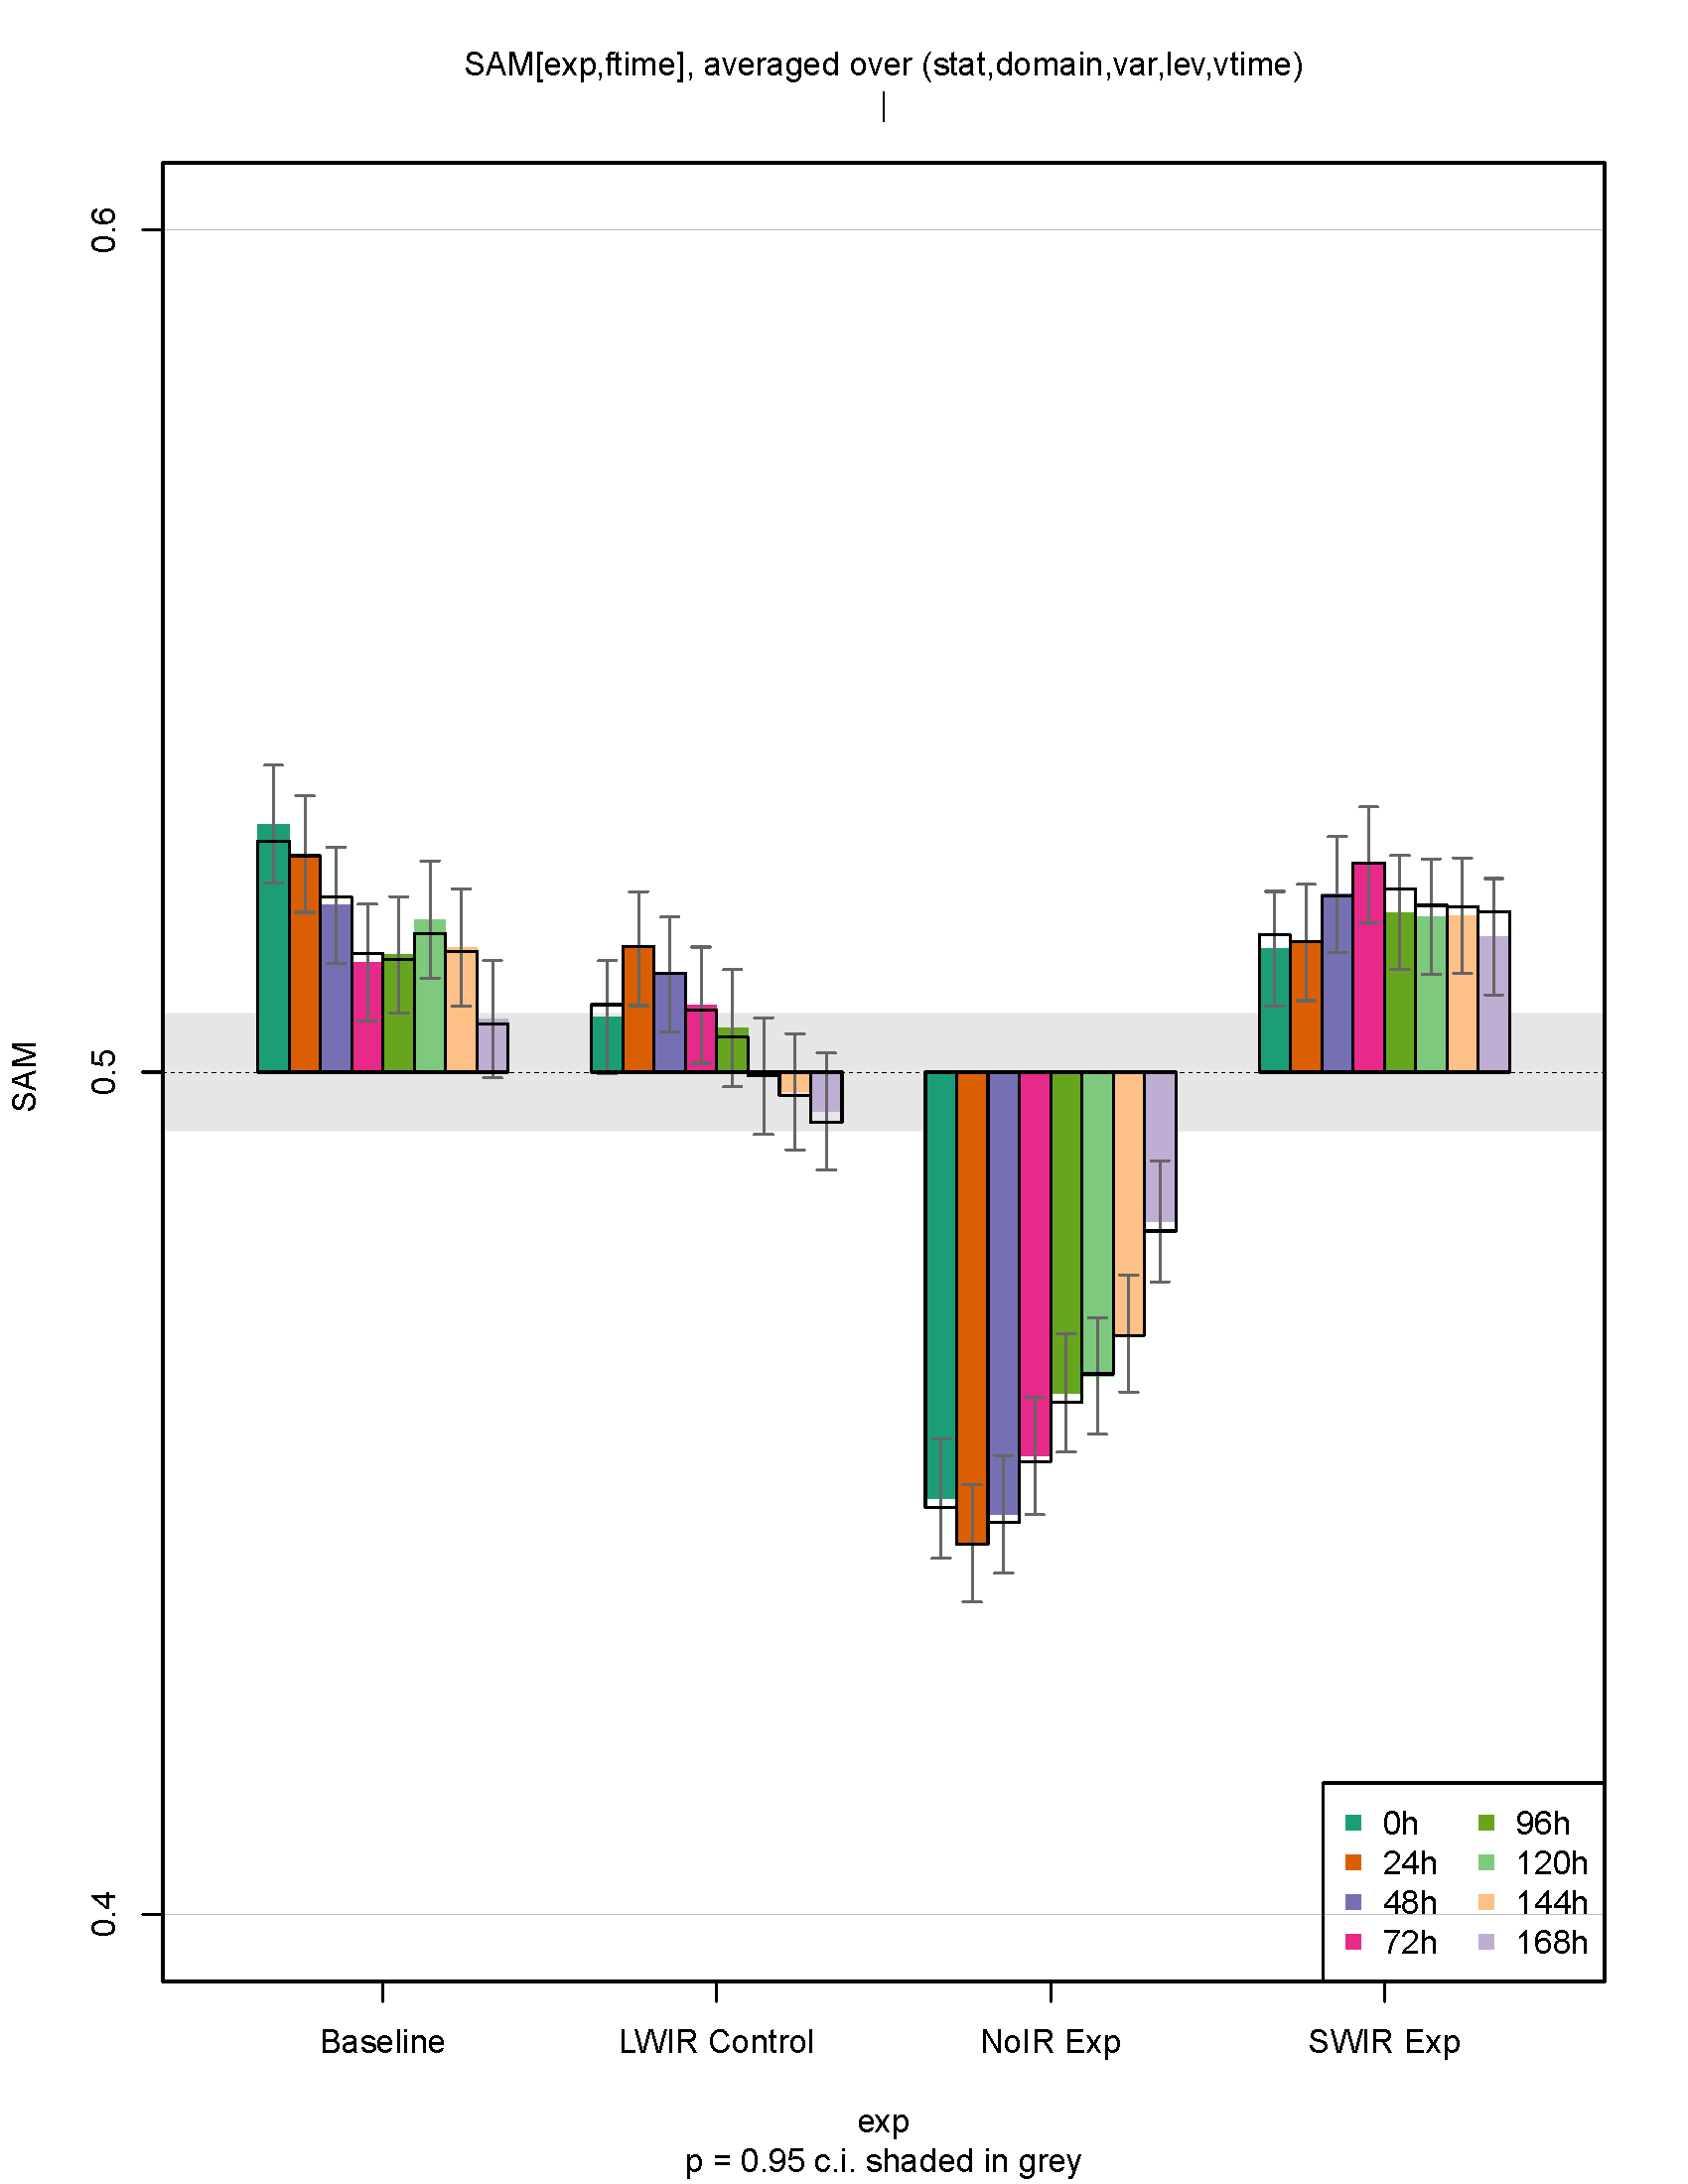 SAM[exp,ftime], averaged over (stat,domain,var,lev,vtime)
0.6
0.5
0.4
SAM
0h 96h
24h 120h
48h 144h
72h 168h
Baseline LWIR Control NoIR Exp SWIR Exp
exp
p = 0.95 c.i. shaded in grey